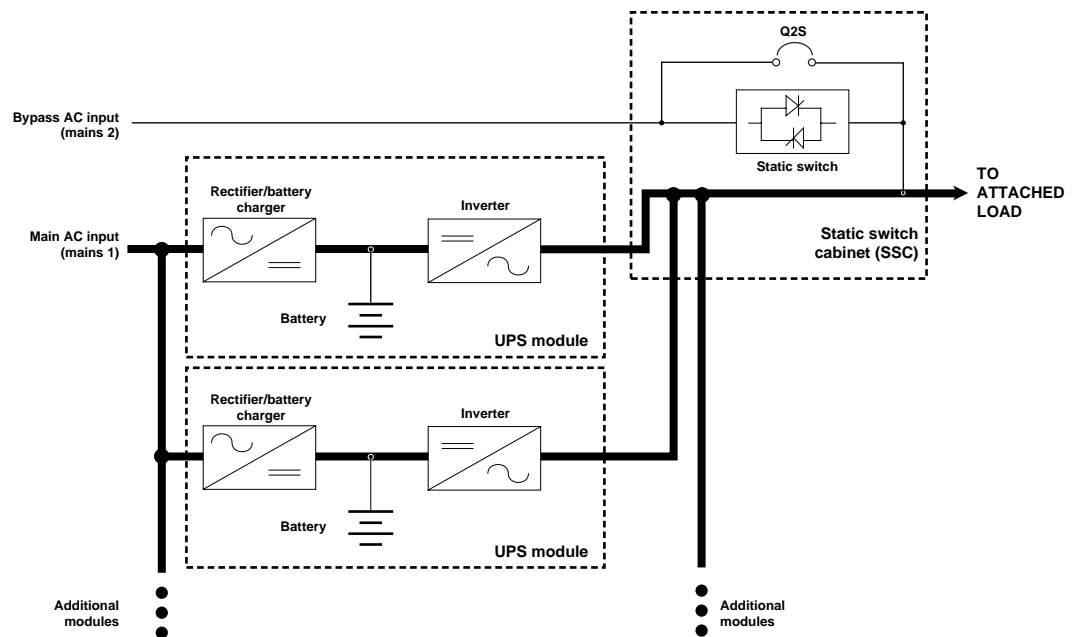 Q2S
Bypass AC input
(mains 2)
Static switch
TO
ATTACHED
LOAD
Rectifier/battery
charger
Inverter
Main AC input
(mains 1)
Static switch
cabinet (SSC)
Battery
UPS module
Rectifier/battery
charger
Inverter
Battery
UPS module
Additional
modules
Additional
modules